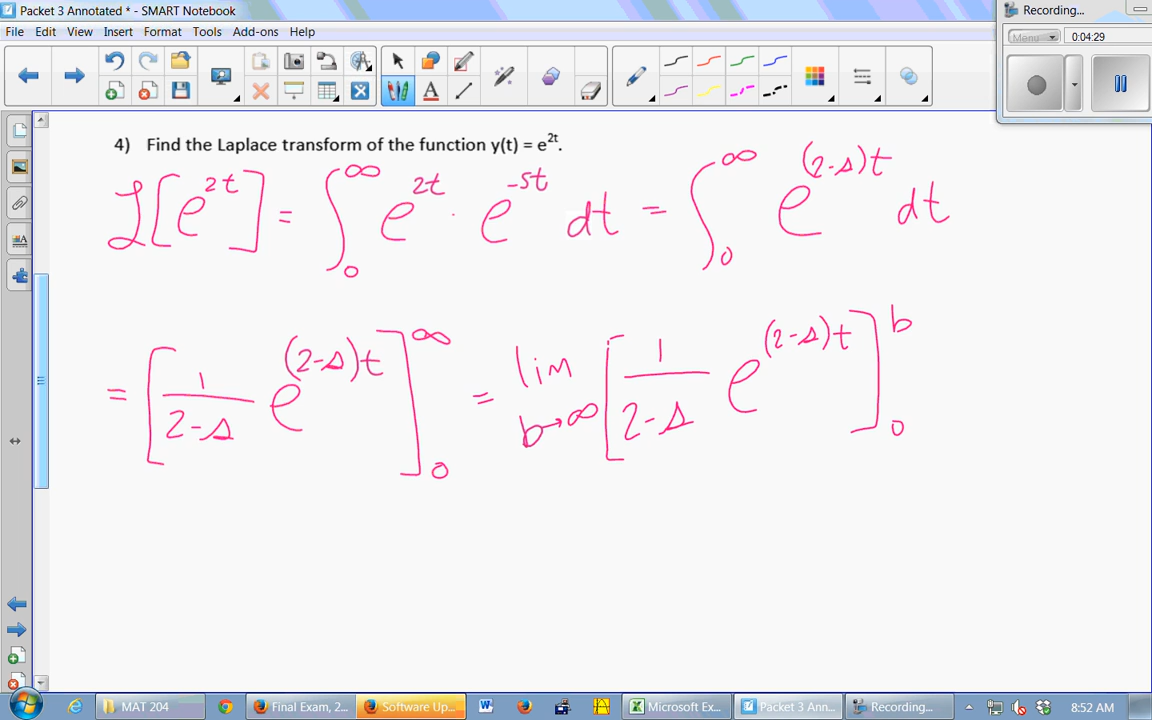 Packet 3 Annotated * - SMART Notebook
Recording...
File Edit View Insert Format Tools Add-ons Help
Menu
0:04:29
4) Find the Laplace transform of the function y(t) = e^{2t}.
ℒ[e^{2t}] = ∫_0^∞ e^{2t} · e^{-st} dt = ∫_0^∞ e^{(2-s)t} dt
= [1/(2-s) e^{(2-s)t}]_0^∞ = lim_{b→∞} [1/(2-s) e^{(2-s)t}]_0^b
MAT 204
Final Exam, 2...
Software Up...
Microsoft Ex...
Packet 3 Ann...
Recording...
8:52 AM